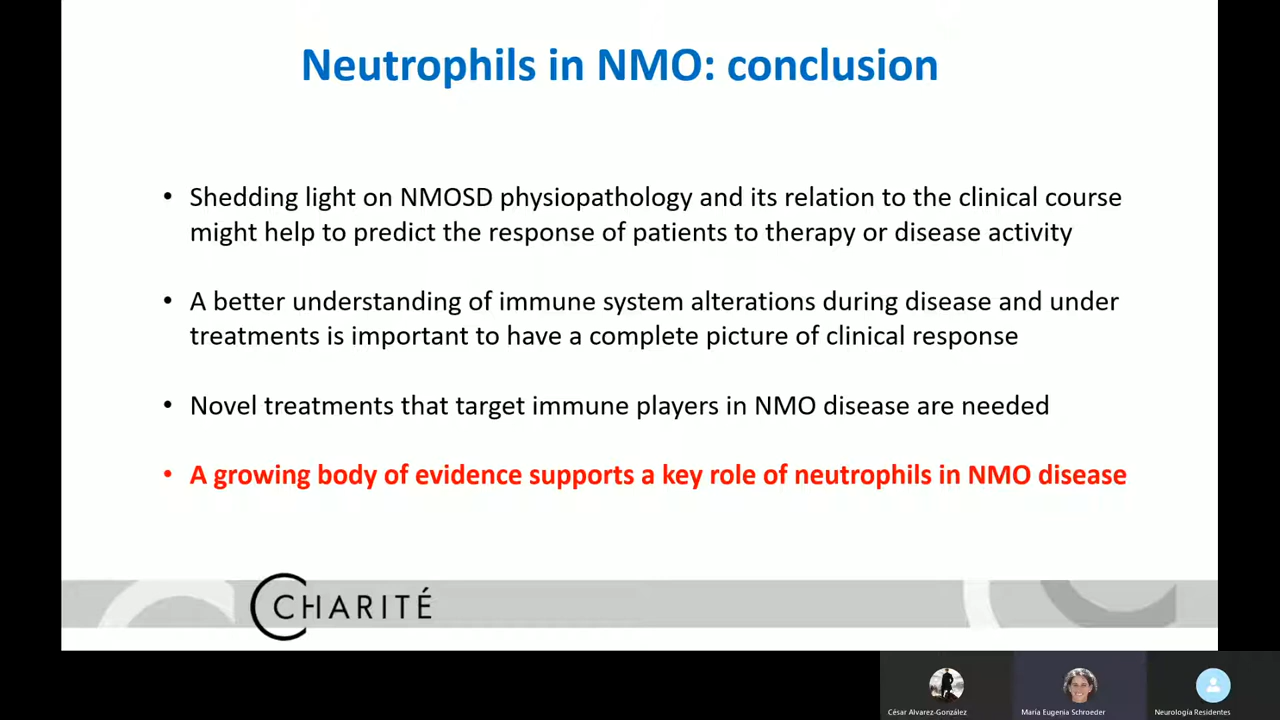 Neutrophils in NMO: conclusion
• Shedding light on NMOSD physiopathology and its relation to the clinical course
might help to predict the response of patients to therapy or disease activity
• A better understanding of immune system alterations during disease and under
treatments is important to have a complete picture of clinical response
• Novel treatments that target immune players in NMO disease are needed
• A growing body of evidence supports a key role of neutrophils in NMO disease
CHARITÉ
César Alvarez-González
María Eugenia Schroeder
Neurología Residentes